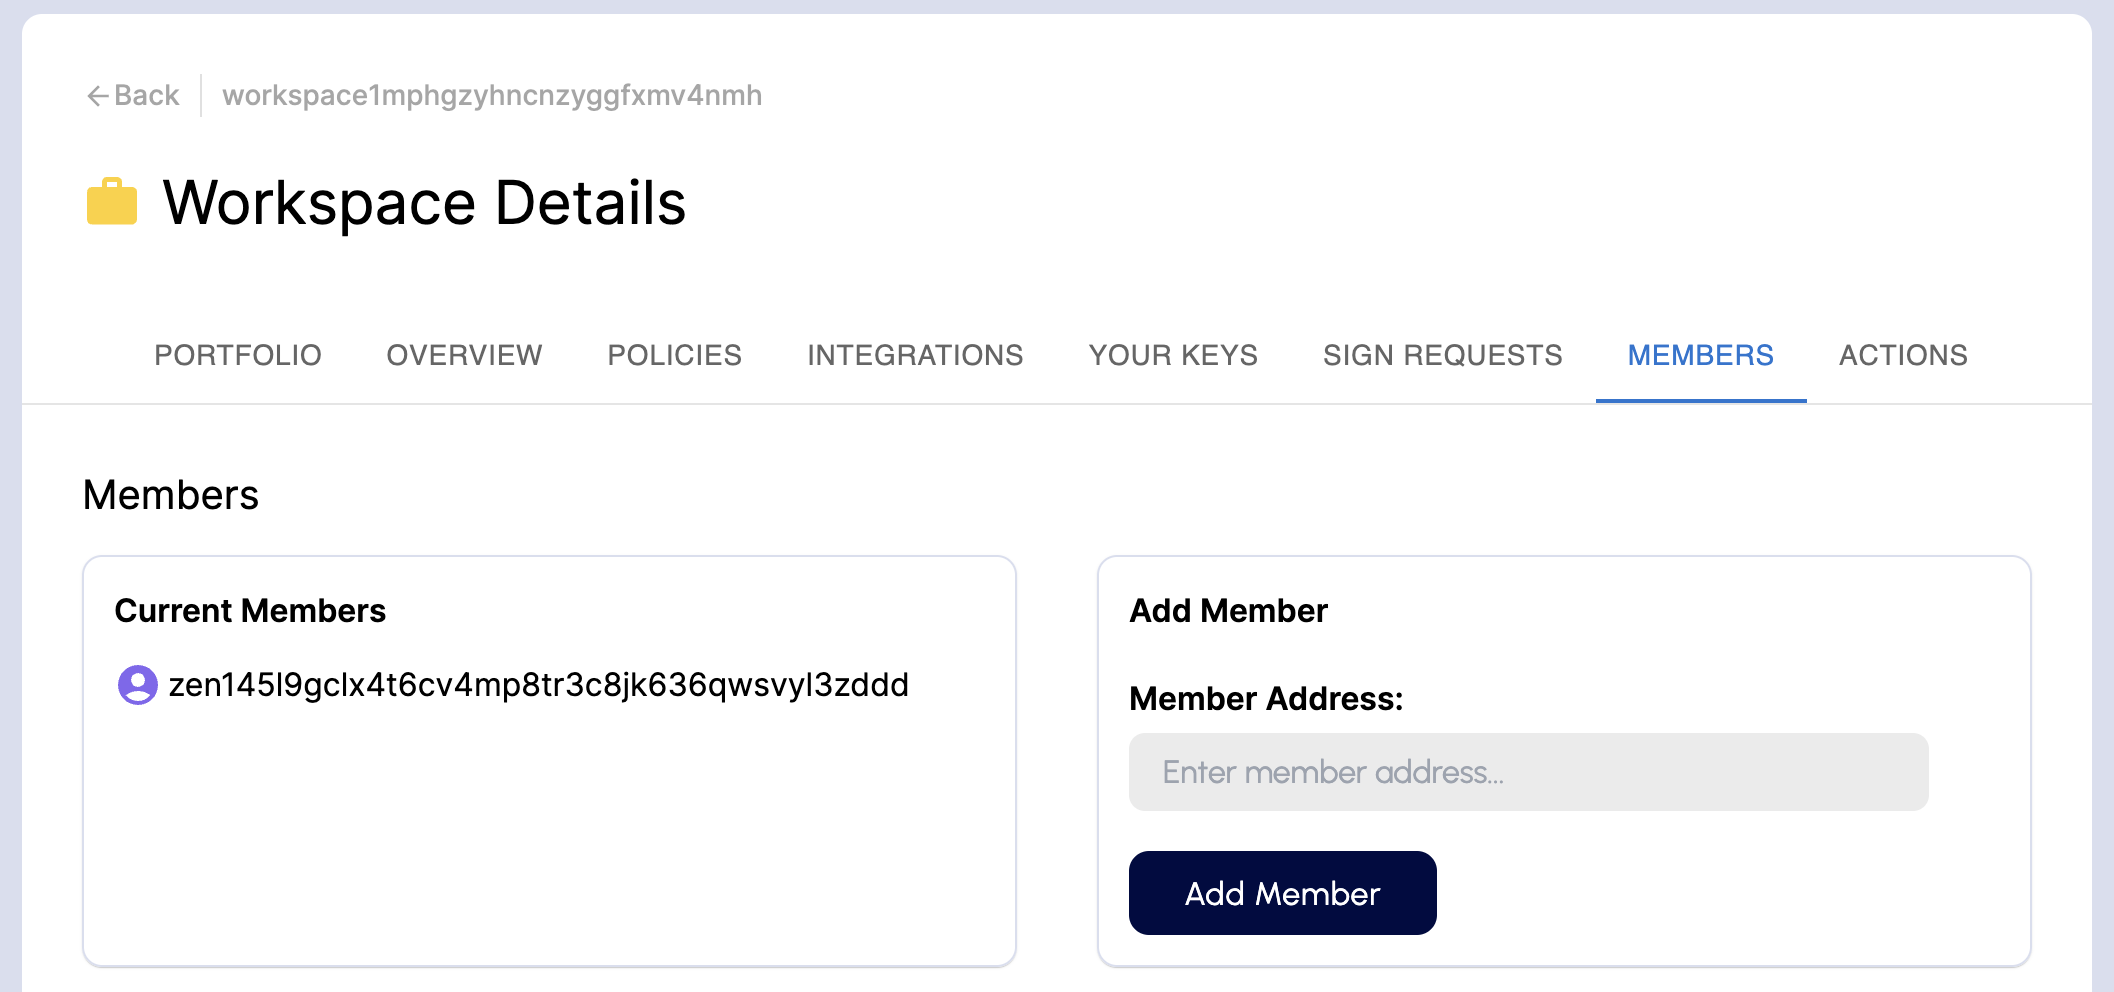 Back
workspace1mphgzyhncnzyggfxmv4nmh
Workspace Details
PORTFOLIO OVERVIEW POLICIES INTEGRATIONS YOUR KEYS SIGN REQUESTS MEMBERS ACTIONS
Members
Current Members
zen145l9gclx4t6cv4mp8tr3c8jk636qwsvyl3zddd
Add Member
Member Address:
Enter member address...
Add Member